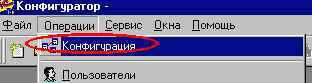 Конфигуратор -
Файл Операции Сервис Окна Помощь
Конфигурация
Пользователи